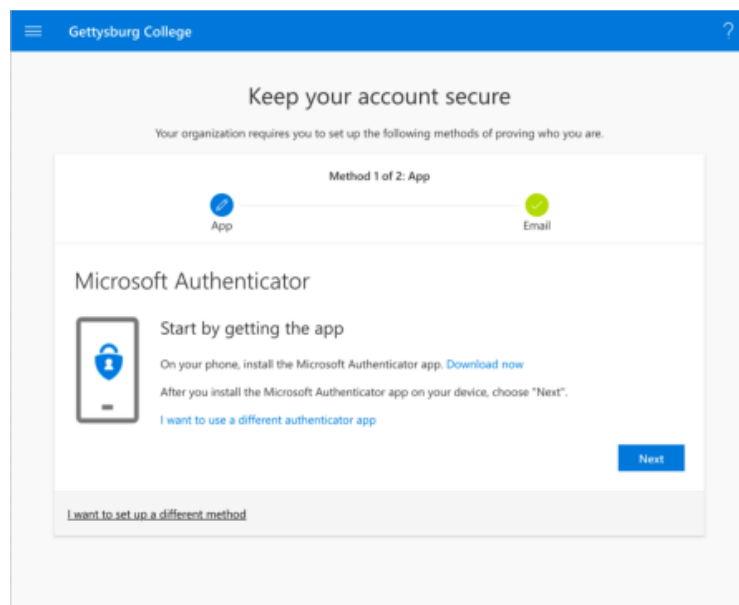 Gettysburg College
?
Keep your account secure
Your organization requires you to set up the following methods of proving who you are.
Method 1 of 2: App
App
Email
Microsoft Authenticator
Start by getting the app
On your phone, install the Microsoft Authenticator app. Download now
After you install the Microsoft Authenticator app on your device, choose "Next".
I want to use a different authenticator app
Next
I want to set up a different method